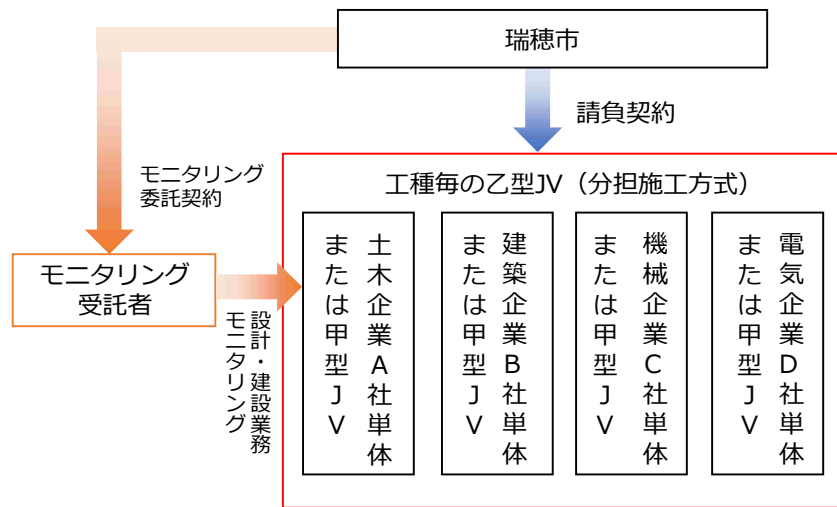 瑞穂市
請負契約
モニタリング
委託契約
工種毎の乙型JV（分担施工方式）
モニタリング
受託者
設計・建設業務
モニタリング
土木企業A社単体
または甲型JV
建築企業B社単体
または甲型JV
機械企業C社単体
または甲型JV
電気企業D社単体
または甲型JV